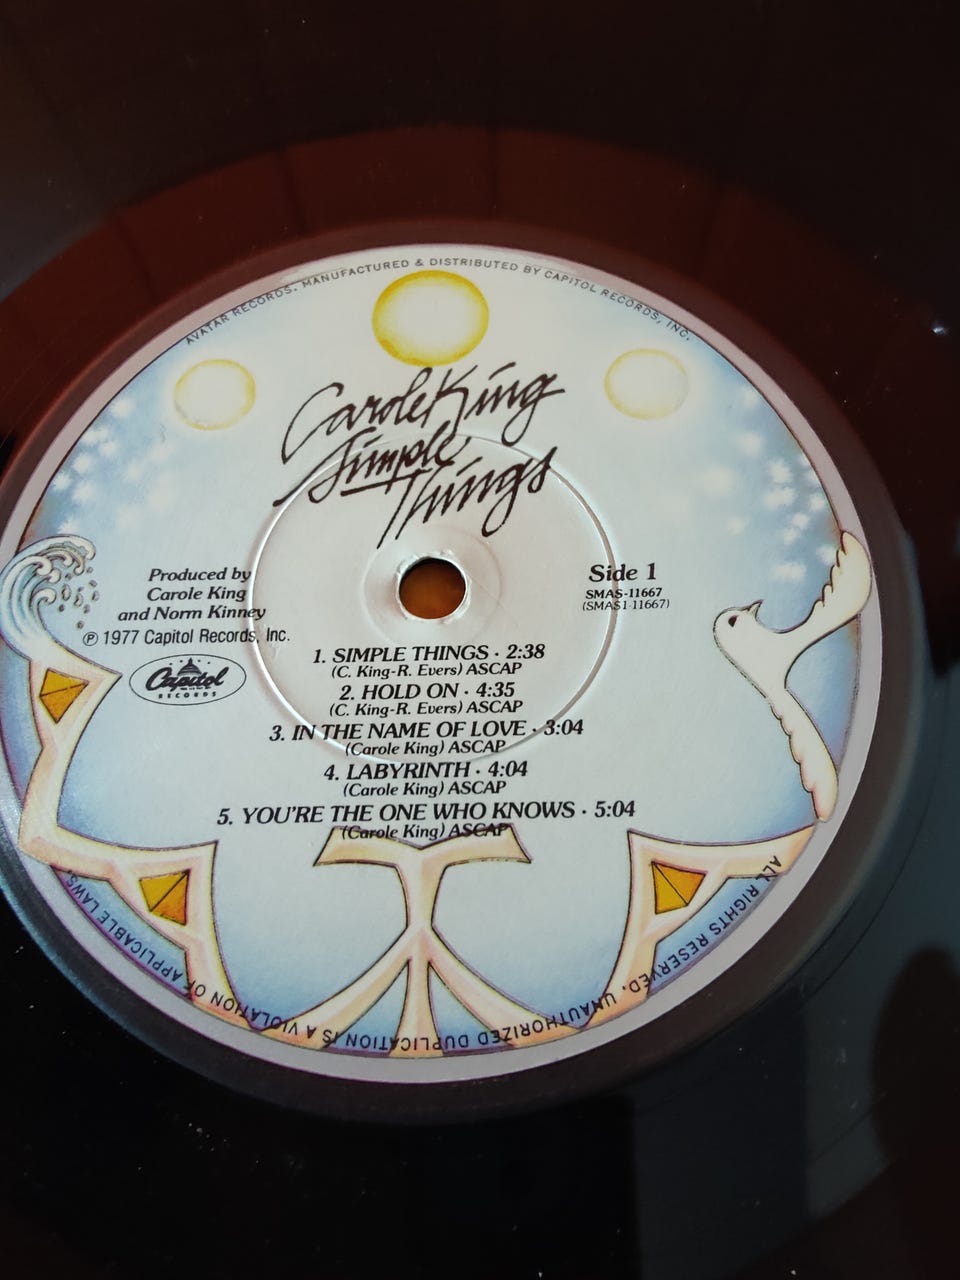 AVATAR RECORDS. MANUFACTURED & DISTRIBUTED BY CAPITOL RECORDS, INC.
Carole King
Simple
Things
Produced by
Carole King
and Norm Kinney
℗ 1977 Capitol Records, Inc.
Capitol
RECORDS
Side 1
SMAS-11667
(SMAS1-11667)
1. SIMPLE THINGS · 2:38
(C. King-R. Evers) ASCAP
2. HOLD ON · 4:35
(C. King-R. Evers) ASCAP
3. IN THE NAME OF LOVE · 3:04
(Carole King) ASCAP
4. LABYRINTH · 4:04
(Carole King) ASCAP
5. YOU'RE THE ONE WHO KNOWS · 5:04
(Carole King) ASCAP
ALL RIGHTS RESERVED. UNAUTHORIZED DUPLICATION IS A VIOLATION OF APPLICABLE LAWS.